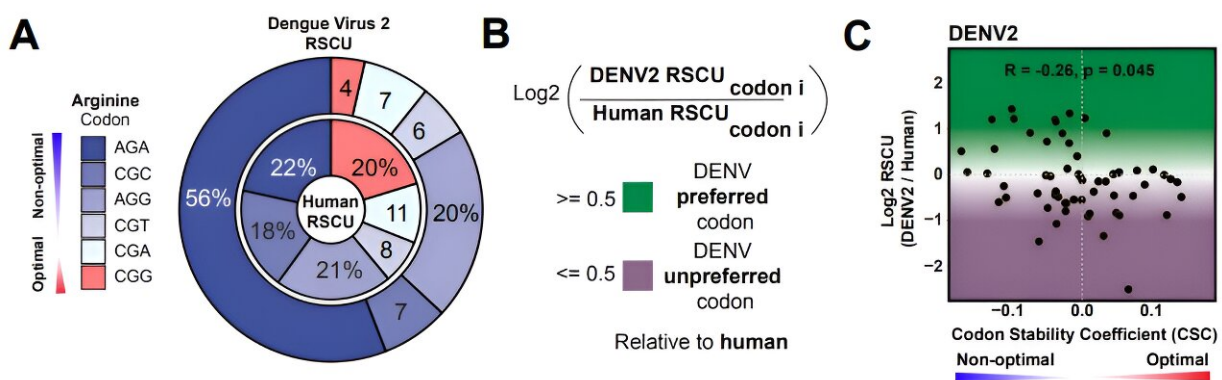 A
Dengue Virus 2
RSCU
Arginine
Codon
Non-optimal
Optimal
AGA
CGC
AGG
CGT
CGA
CGG
4
7
6
20%
7
56%
22%
20%
11
8
21%
18%
Human
RSCU
B
Log2
DENV2 RSCU codon i
Human RSCU codon i
>= 0.5
DENV
preferred
codon
<= 0.5
DENV
unpreferred
codon
Relative to human
C
DENV2
R = -0.26, p = 0.045
Log2 RSCU
(DENV2 / Human)
2
1
0
−1
−2
−0.1
0.0
0.1
Codon Stability Coefficient (CSC)
Non-optimal
Optimal